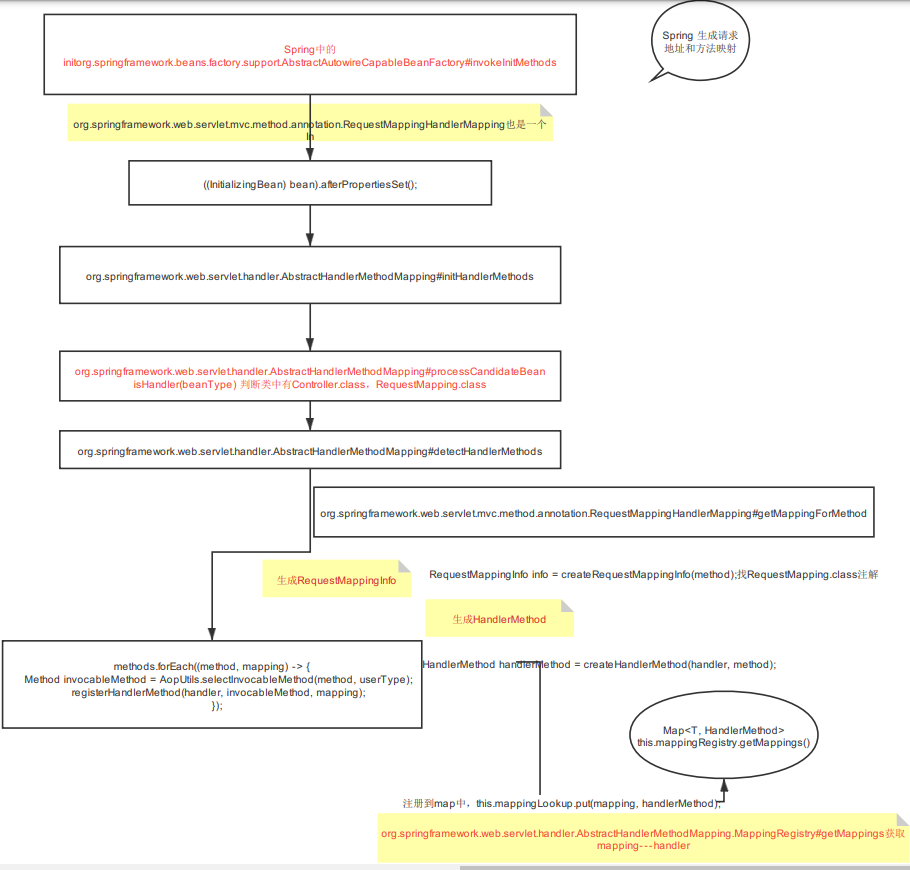 Spring中的
initorg.springframework.beans.factory.support.AbstractAutowireCapableBeanFactory#invokeInitMethods
Spring 生成请求
地址和方法映射
org.springframework.web.servlet.mvc.method.annotation.RequestMappingHandlerMapping也是一个
In
((InitializingBean) bean).afterPropertiesSet();
org.springframework.web.servlet.handler.AbstractHandlerMethodMapping#initHandlerMethods
org.springframework.web.servlet.handler.AbstractHandlerMethodMapping#processCandidateBean
isHandler(beanType) 判断类中有Controller.class，RequestMapping.class
org.springframework.web.servlet.handler.AbstractHandlerMethodMapping#detectHandlerMethods
org.springframework.web.servlet.mvc.method.annotation.RequestMappingHandlerMapping#getMappingForMethod
生成RequestMappingInfo
RequestMappingInfo info = createRequestMappingInfo(method);找RequestMapping.class注解
生成HandlerMethod
methods.forEach((method, mapping) -> {
Method invocableMethod = AopUtils.selectInvocableMethod(method, userType);
registerHandlerMethod(handler, invocableMethod, mapping);
});
HandlerMethod handlerMethod = createHandlerMethod(handler, method);
Map<T, HandlerMethod>
this.mappingRegistry.getMappings()
注册到map中，this.mappingLookup.put(mapping, handlerMethod);
org.springframework.web.servlet.handler.AbstractHandlerMethodMapping.MappingRegistry#getMappings获取
mapping---handler